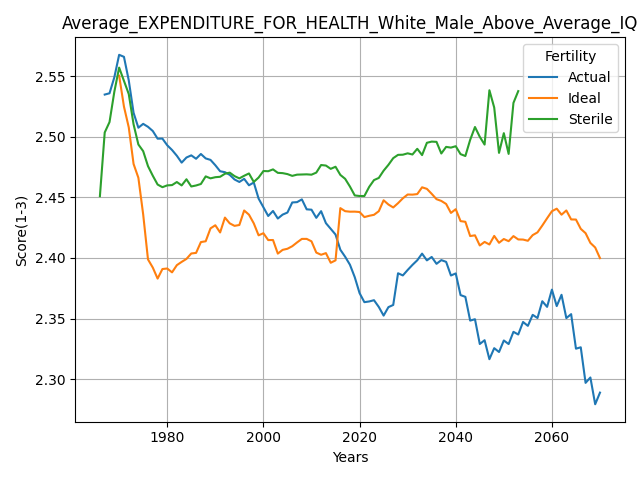 Average_EXPENDITURE_FOR_HEALTH_White_Male_Above_Average_IQ
Fertility
Actual
Ideal
Sterile
Score(1-3)
2.55
2.50
2.45
2.40
2.35
2.30
1980 2000 2020 2040 2060
Years